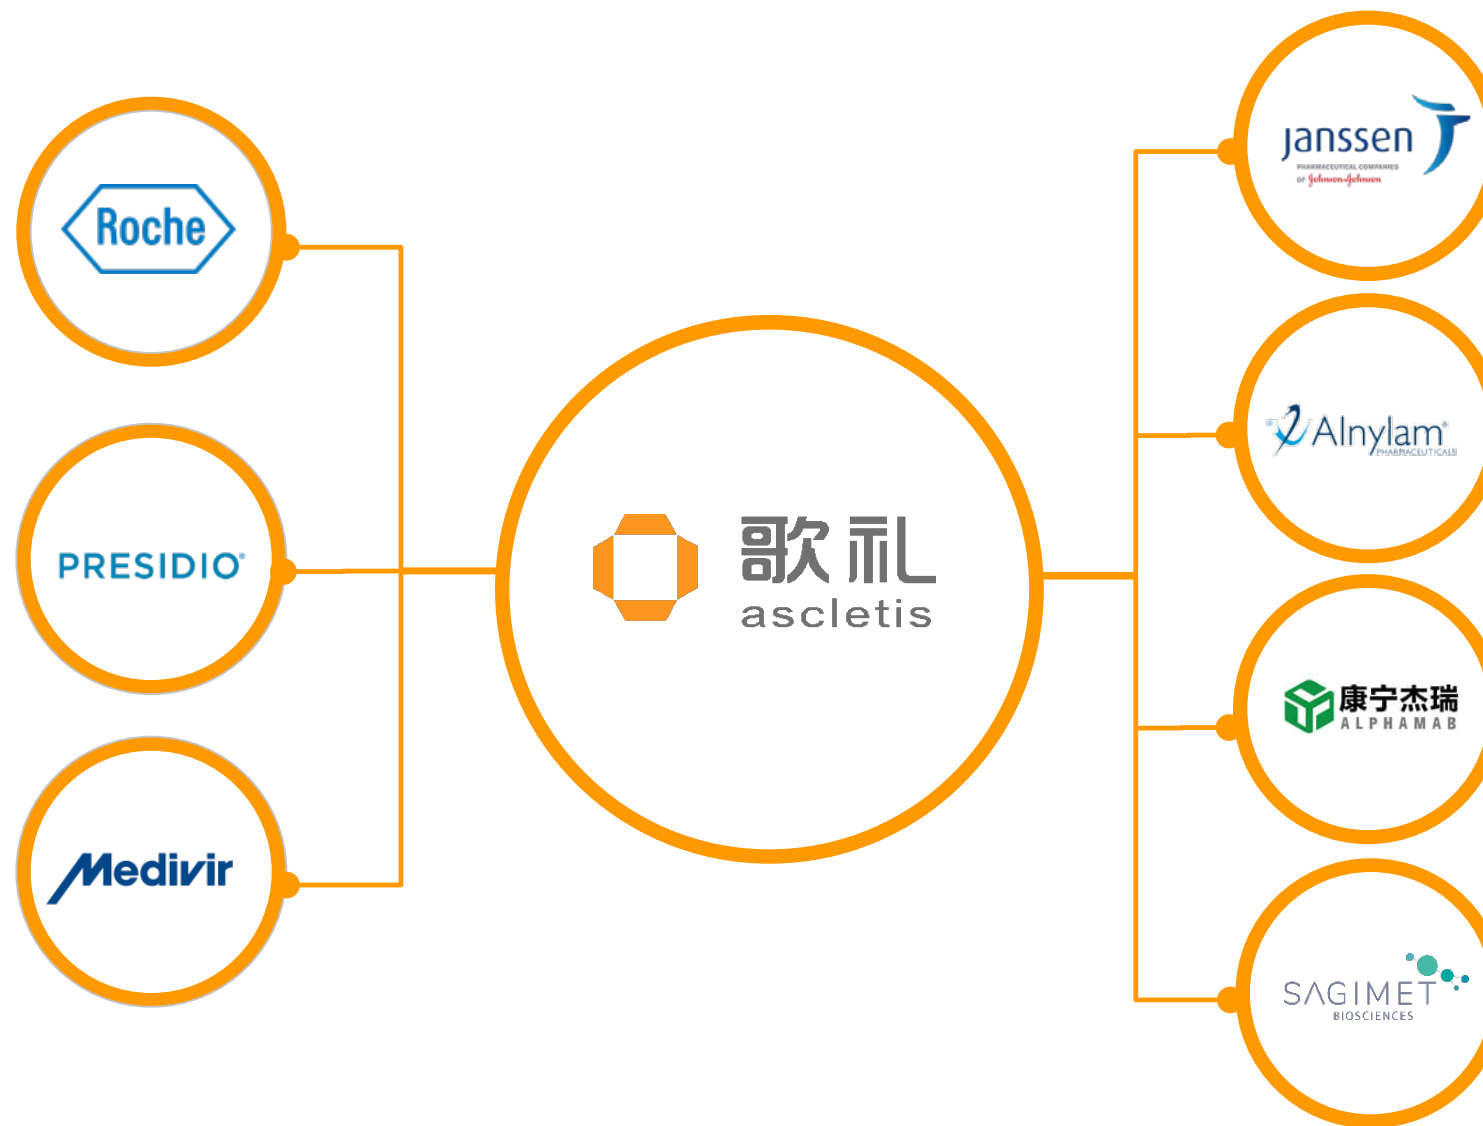 Roche
PRESIDIO®
Medivir
歌礼
ascletis
Janssen
PHARMACEUTICAL COMPANIES
OF Johnson & Johnson
Alnylam®
PHARMACEUTICALS
康宁杰瑞
ALPHAMAB
SAGIMET
BIOSCIENCES